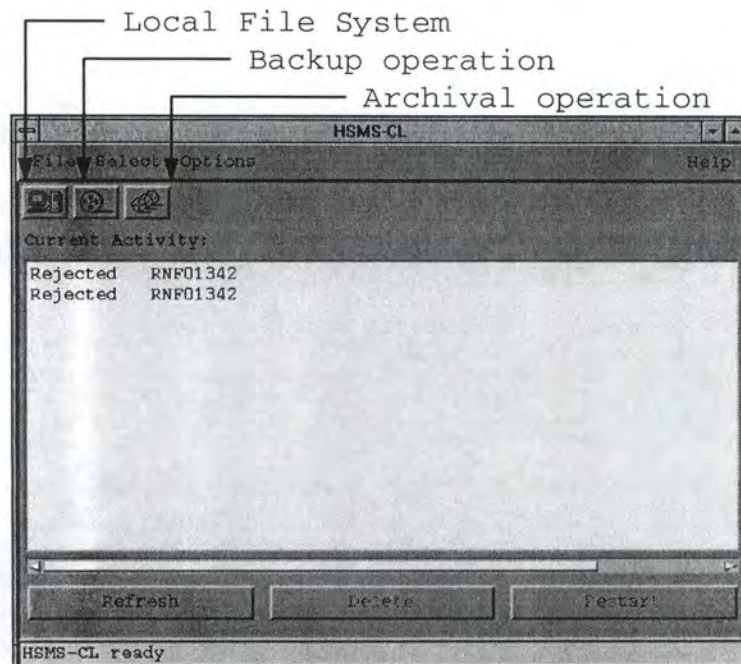 Local File System
Backup operation
Archival operation
HSMS-CL
File Select Options Help
Current Activity:
Rejected RNF01342
Rejected RNF01342
Refresh Delete Restart
HSMS-CL ready